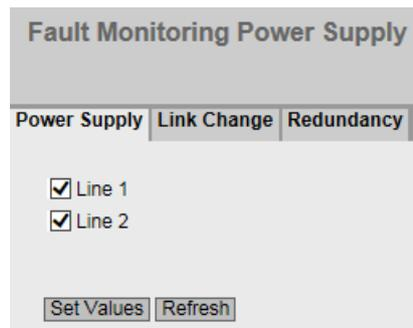 Fault Monitoring Power Supply
Power Supply Link Change Redundancy
Line 1
Line 2
Set Values Refresh